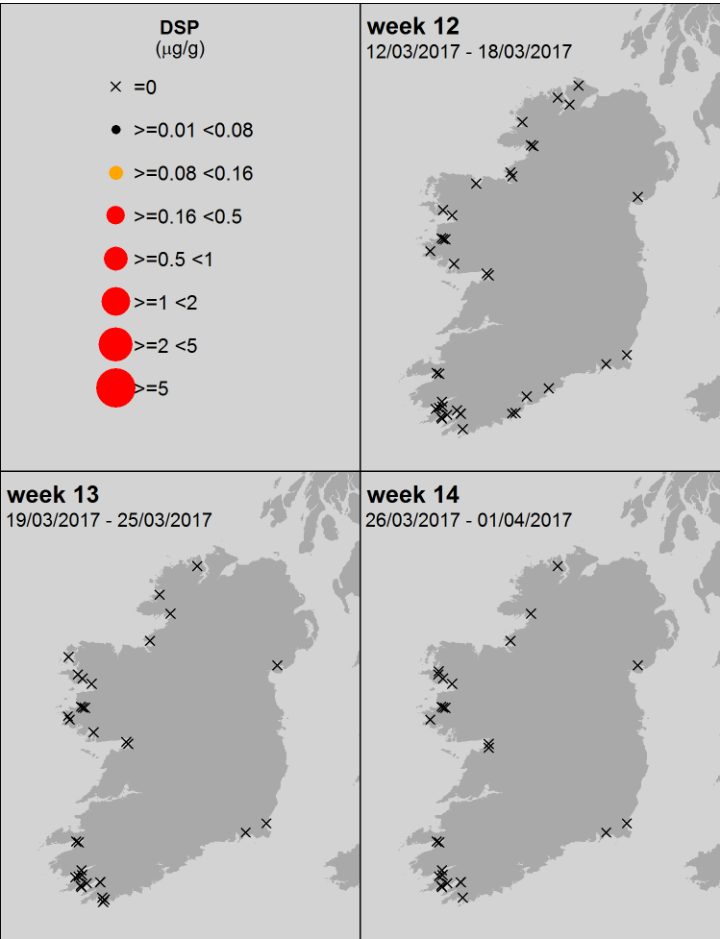 DSP
(µg/g)
=0
>=0.01 <0.08
>=0.08 <0.16
>=0.16 <0.5
>=0.5 <1
>=1 <2
>=2 <5
>=5
week 12
12/03/2017 - 18/03/2017
week 13
19/03/2017 - 25/03/2017
week 14
26/03/2017 - 01/04/2017